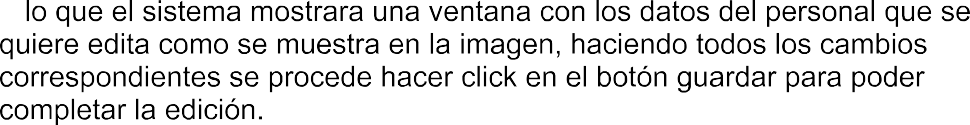 lo que el sistema mostrara una ventana con los datos del personal que se
quiere edita como se muestra en la imagen, haciendo todos los cambios
correspondientes se procede hacer click en el botón guardar para poder
completar la edición.